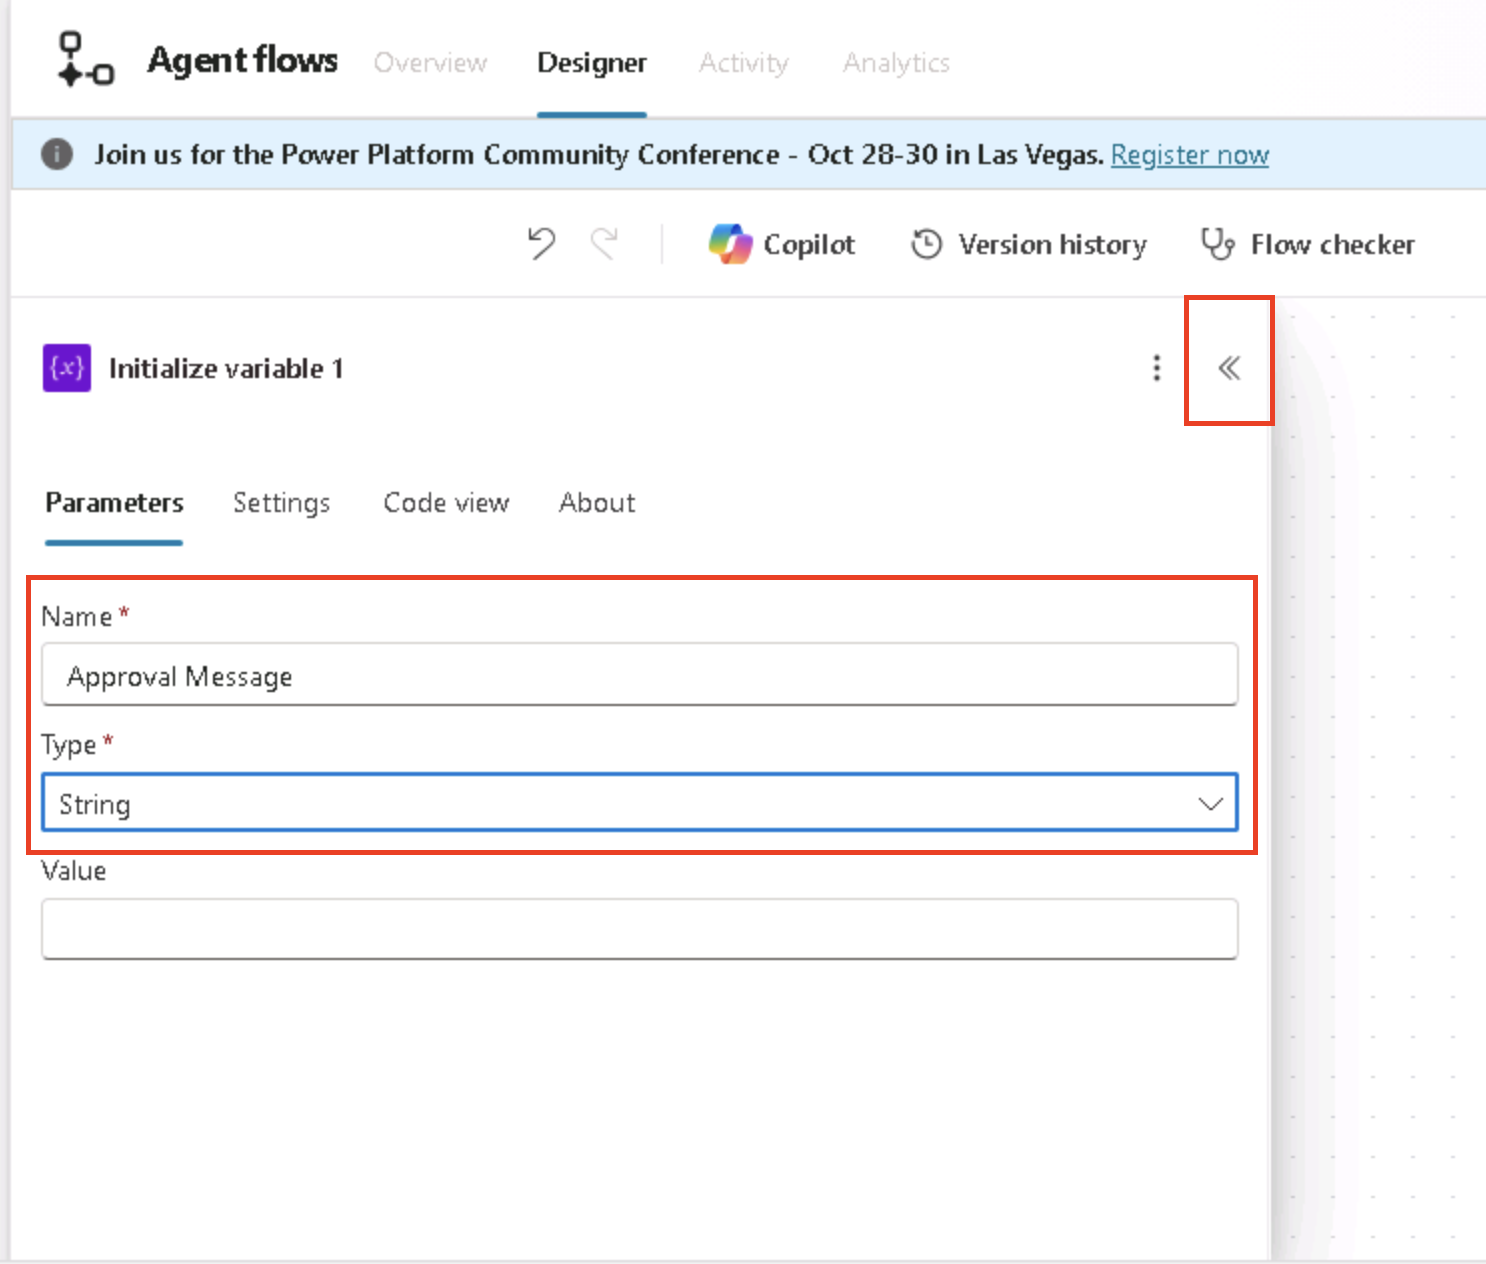 Agent flows Overview Designer Activity Analytics
Join us for the Power Platform Community Conference - Oct 28-30 in Las Vegas. Register now
Copilot Version history Flow checker
{x} Initialize variable 1
Parameters Settings Code view About
Name *
Approval Message
Type *
String
Value